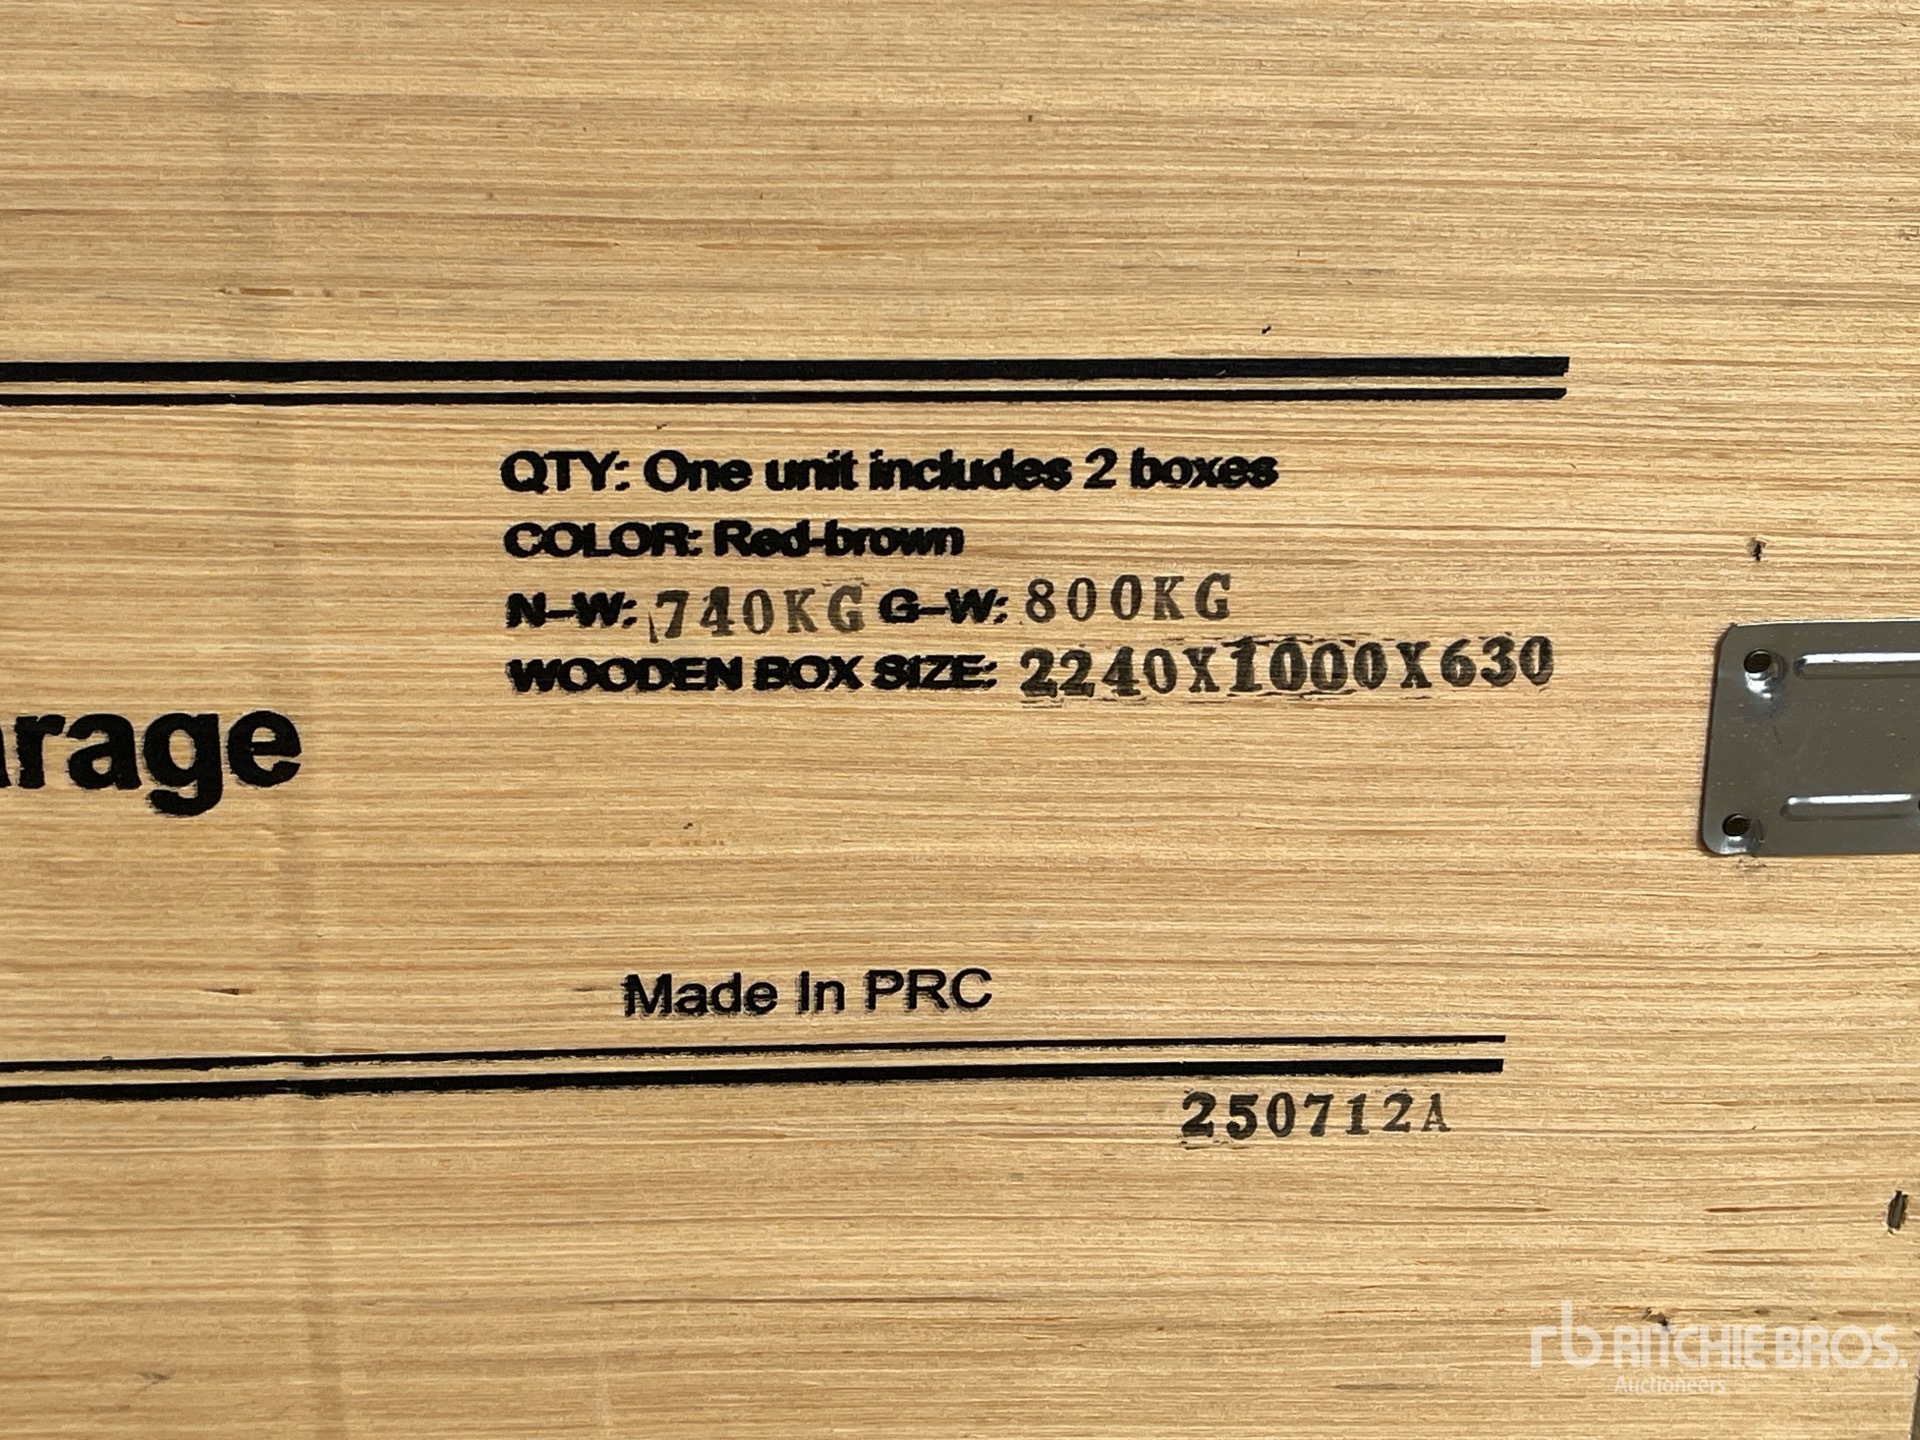 QTY: One unit includes 2 boxes
COLOR: Red-brown
N-W: 740KG G-W: 800KG
WOODEN BOX SIZE: 2240X1000X630
arage
Made In PRC
250712A
rb RITCHIE BROS.
Auctioneers